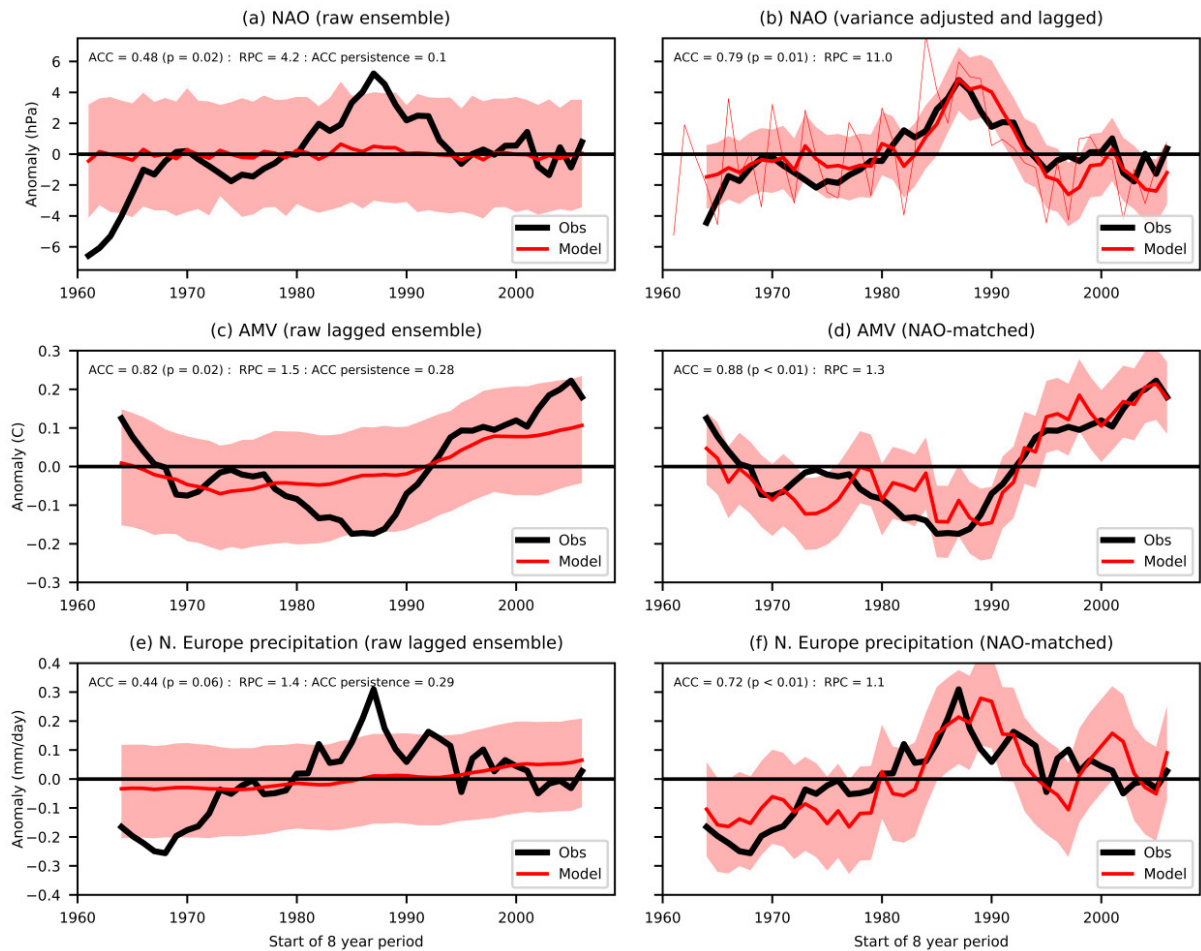 (a) NAO (raw ensemble)
ACC = 0.48 (p = 0.02) : RPC = 4.2 : ACC persistence = 0.1
Anomaly (hPa)
6
4
2
0
−2
−4
−6
Obs
Model
1960
1970
1980
1990
2000
(b) NAO (variance adjusted and lagged)
ACC = 0.79 (p = 0.01) : RPC = 11.0
6
4
2
0
−2
−4
−6
Obs
Model
1960
1970
1980
1990
2000
(c) AMV (raw lagged ensemble)
ACC = 0.82 (p = 0.02) : RPC = 1.5 : ACC persistence = 0.28
Anomaly (C)
0.3
0.2
0.1
0.0
−0.1
−0.2
−0.3
Obs
Model
1960
1970
1980
1990
2000
(d) AMV (NAO-matched)
ACC = 0.88 (p < 0.01) : RPC = 1.3
Obs
Model
1960
1970
1980
1990
2000
(e) N. Europe precipitation (raw lagged ensemble)
ACC = 0.44 (p = 0.06) : RPC = 1.4 : ACC persistence = 0.29
Anomaly (mm/day)
0.4
0.3
0.2
0.1
0.0
−0.1
−0.2
−0.3
−0.4
Obs
Model
1960
1970
1980
1990
2000
Start of 8 year period
(f) N. Europe precipitation (NAO-matched)
ACC = 0.72 (p < 0.01) : RPC = 1.1
Obs
Model
1960
1970
1980
1990
2000
Start of 8 year period